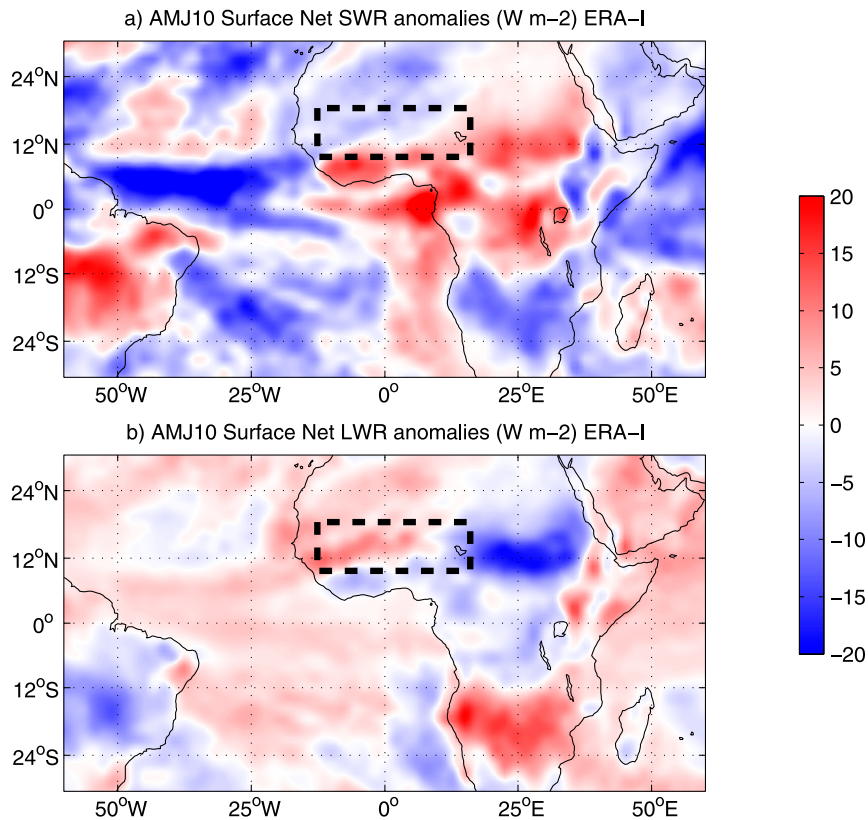 a) AMJ10 Surface Net SWR anomalies (W m−2) ERA−I
24°N
12°N
0°
12°S
24°S
50°W
25°W
0°
25°E
50°E
b) AMJ10 Surface Net LWR anomalies (W m−2) ERA−I
24°N
12°N
0°
12°S
24°S
50°W
25°W
0°
25°E
50°E
20
15
10
5
0
−5
−10
−15
−20